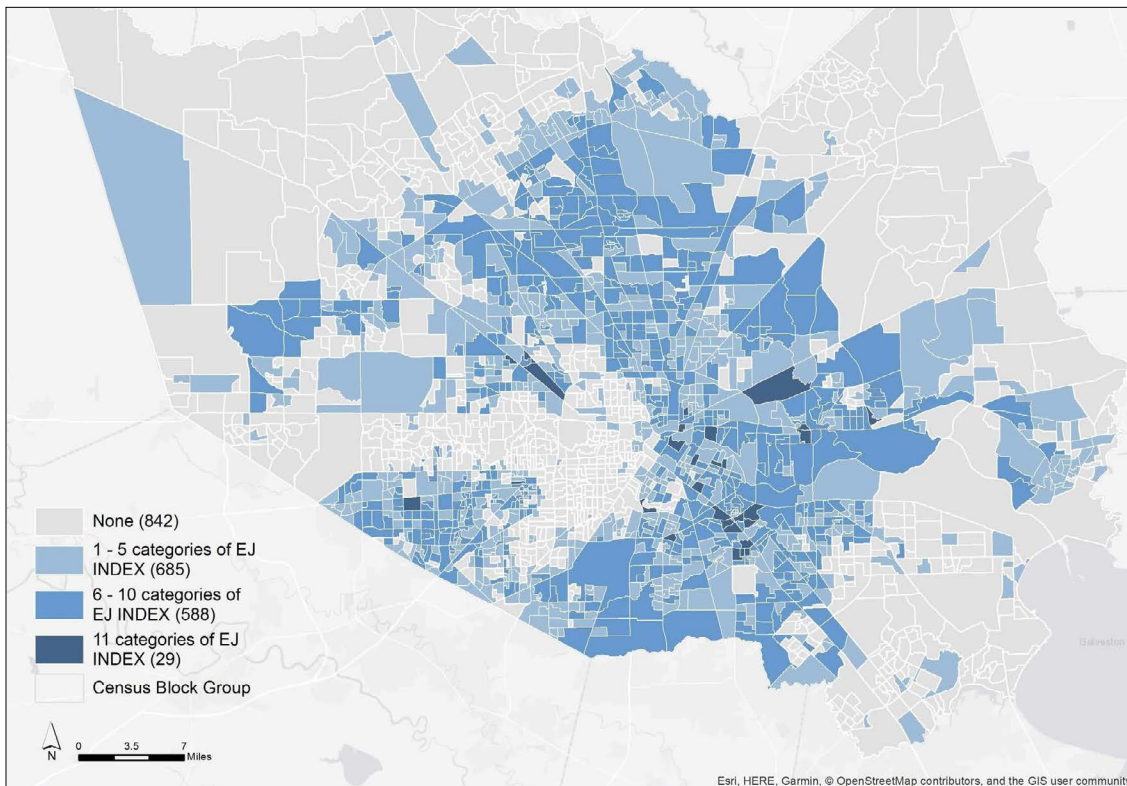 None (842)
1 - 5 categories of EJ
INDEX (685)
6 - 10 categories of
EJ INDEX (588)
11 categories of EJ
INDEX (29)
Census Block Group
N
0 3.5 7
Miles
Galveston
Esri, HERE, Garmin, © OpenStreetMap contributors, and the GIS user community